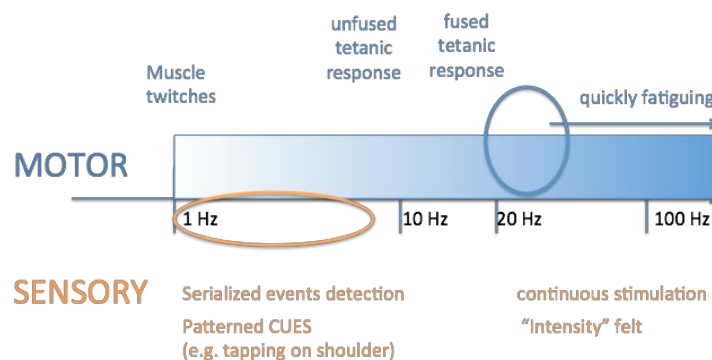 Muscle
twitches
unfused
tetanic
response
fused
tetanic
response
quickly fatiguing
MOTOR
1 Hz
10 Hz
20 Hz
100 Hz
SENSORY
Serialized events detection
Patterned CUES
(e.g. tapping on shoulder)
continuous stimulation
“Intensity” felt